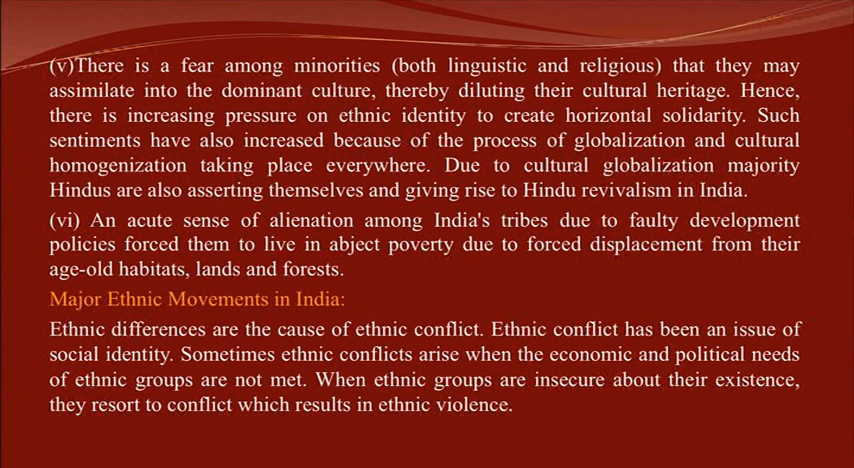 (v)There is a fear among minorities (both linguistic and religious) that they may
assimilate into the dominant culture, thereby diluting their cultural heritage. Hence,
there is increasing pressure on ethnic identity to create horizontal solidarity. Such
sentiments have also increased because of the process of globalization and cultural
homogenization taking place everywhere. Due to cultural globalization majority
Hindus are also asserting themselves and giving rise to Hindu revivalism in India.
(vi) An acute sense of alienation among India's tribes due to faulty development
policies forced them to live in abject poverty due to forced displacement from their
age-old habitats, lands and forests.
Major Ethnic Movements in India:
Ethnic differences are the cause of ethnic conflict. Ethnic conflict has been an issue of
social identity. Sometimes ethnic conflicts arise when the economic and political needs
of ethnic groups are not met. When ethnic groups are insecure about their existence,
they resort to conflict which results in ethnic violence.